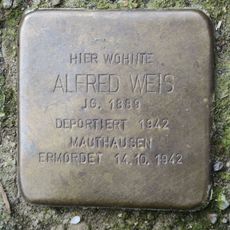 HIER WOHNTE
ALFRED WEIS
JG. 1889
DEPORTIERT 1942
MAUTHAUSEN
ERMORDET 14.10.1942